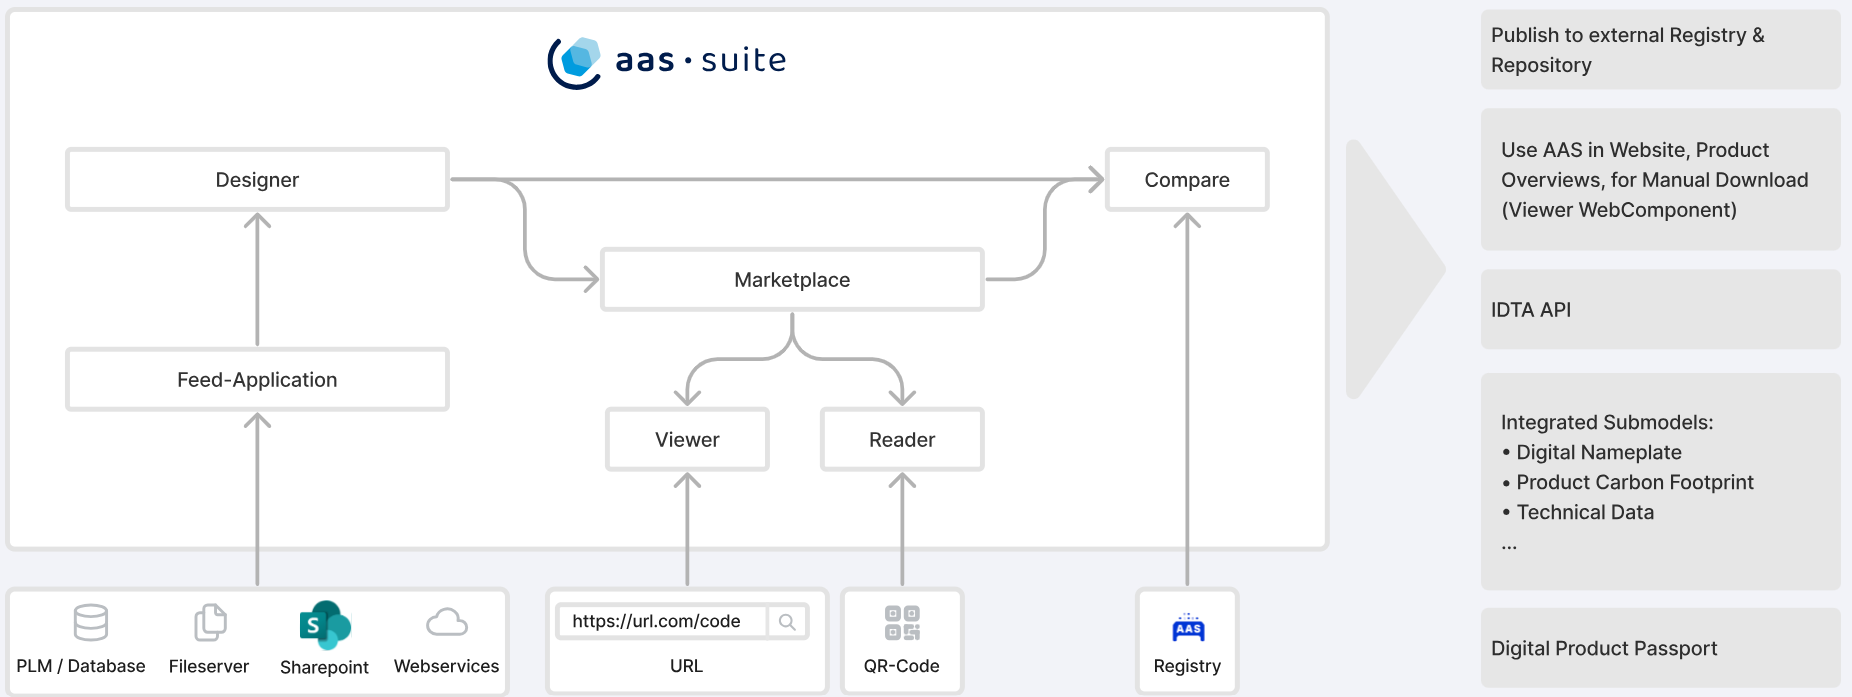 aas · suite
Designer
Compare
Marketplace
Feed-Application
Viewer
Reader
PLM / Database
Fileserver
S
Sharepoint
Webservices
https://url.com/code
URL
QR-Code
AAS
Registry
Publish to external Registry &
Repository
Use AAS in Website, Product
Overviews, for Manual Download
(Viewer WebComponent)
IDTA API
Integrated Submodels:
• Digital Nameplate
• Product Carbon Footprint
• Technical Data
...
Digital Product Passport